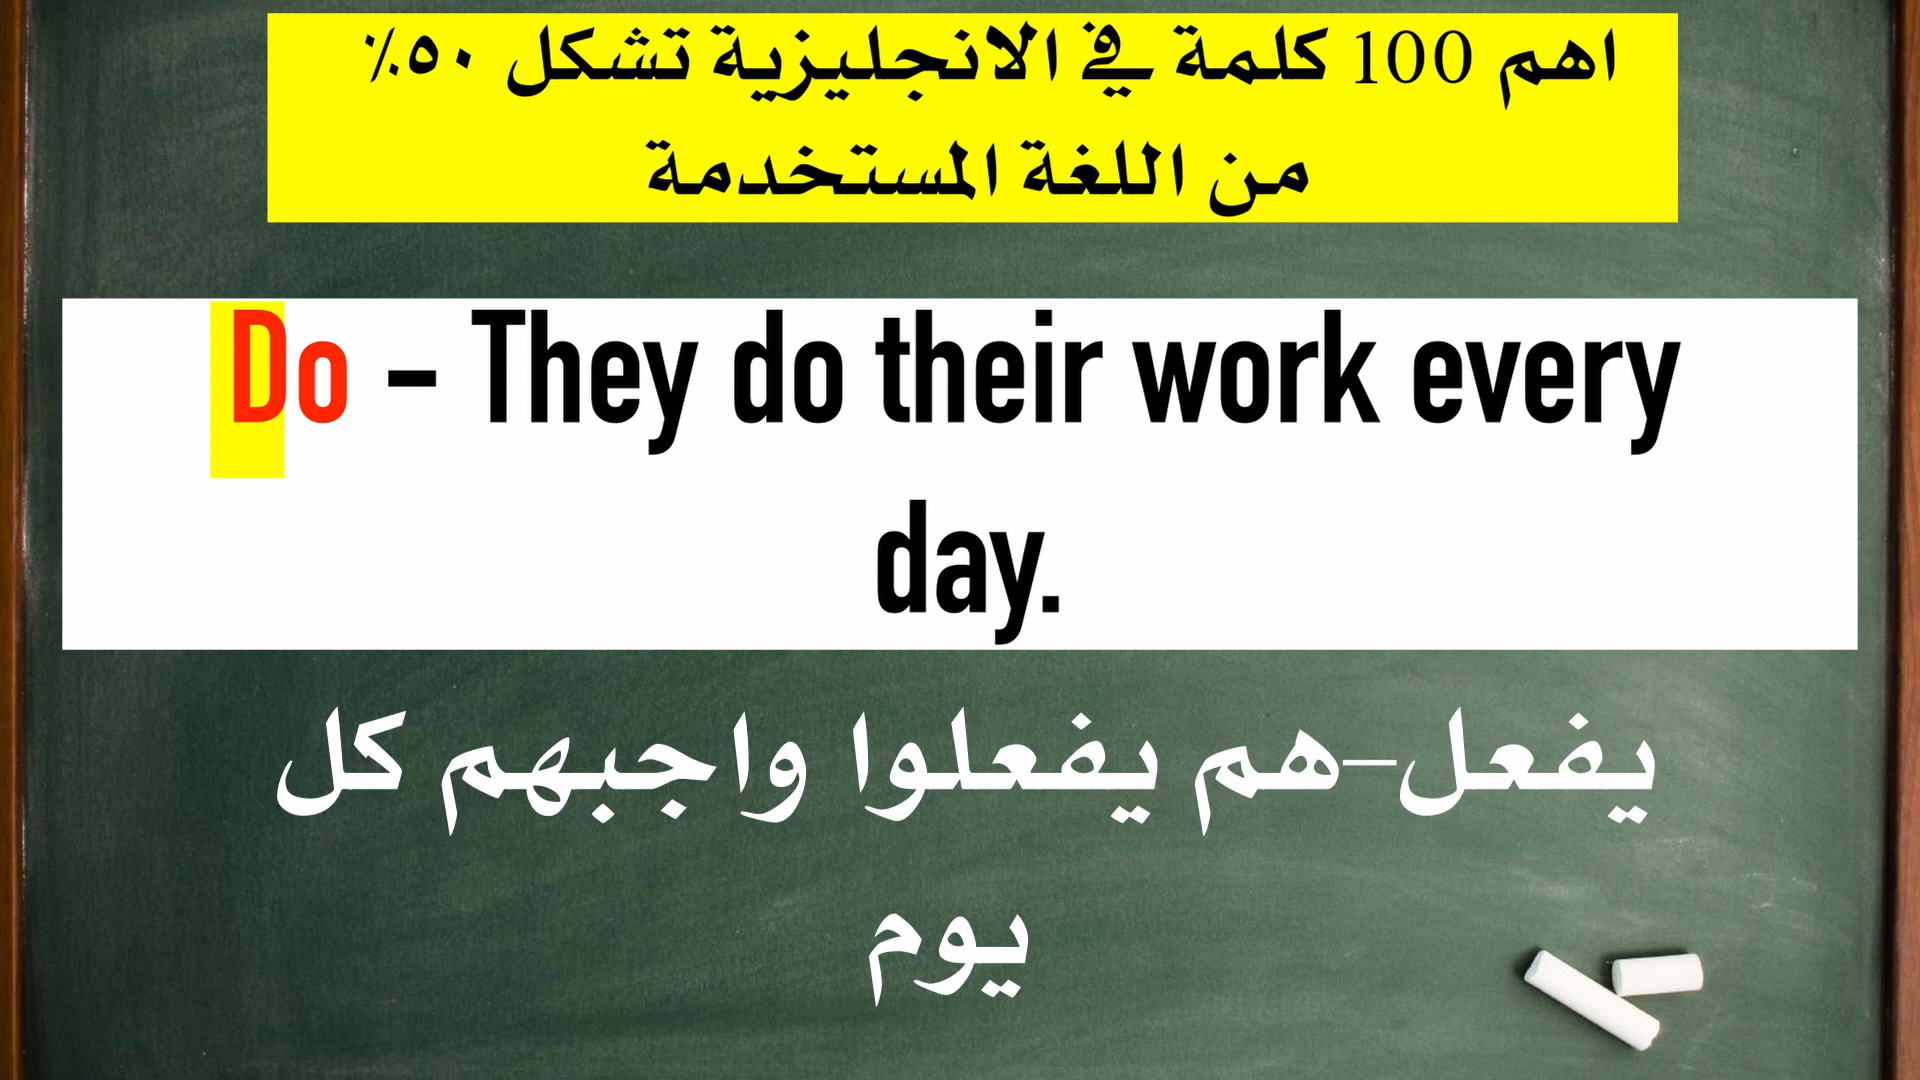 اهم 100 كلمة في الانجليزية تشكل ٥٠٪
من اللغة المستخدمة
Do - They do their work every
day.
يفعل-هم يفعلوا واجبهم كل
يوم